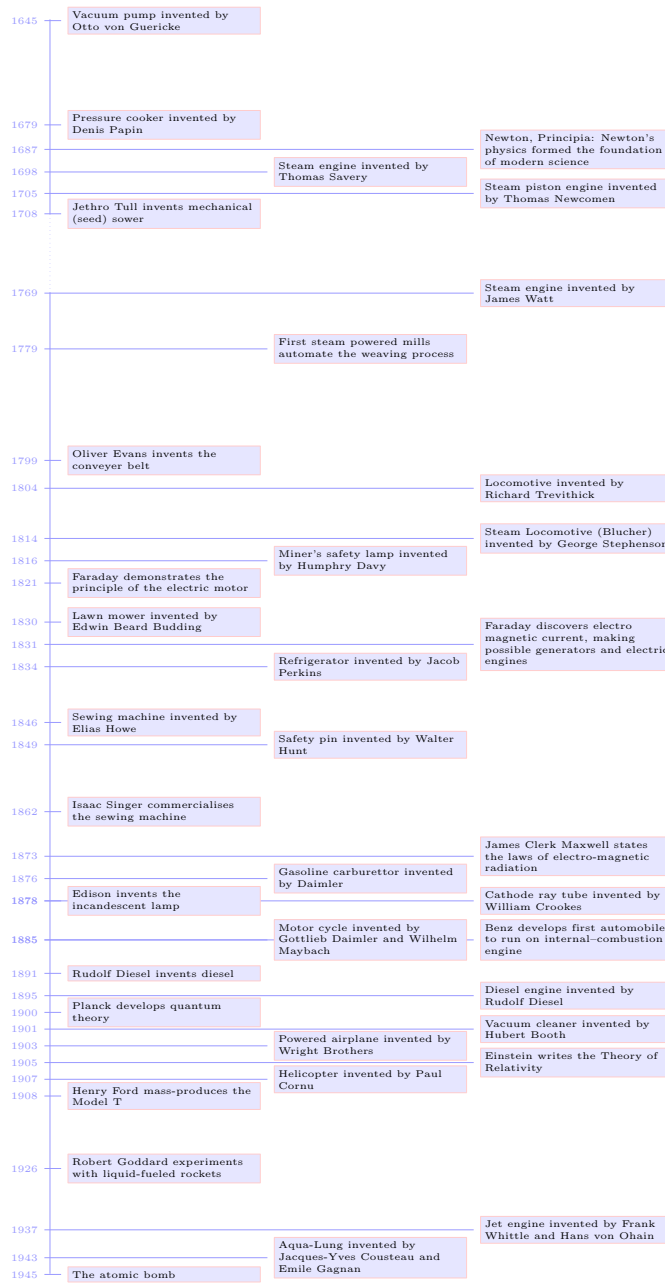 1645
Vacuum pump invented by
Otto von Guericke
1679
Pressure cooker invented by
Denis Papin
1687
Newton, Principia: Newton's
physics formed the foundation
of modern science
1698
Steam engine invented by
Thomas Savery
1705
Steam piston engine invented
by Thomas Newcomen
1708
Jethro Tull invents mechanical
(seed) sower
1769
Steam engine invented by
James Watt
1779
First steam powered mills
automate the weaving process
1799
Oliver Evans invents the
conveyer belt
1804
Locomotive invented by
Richard Trevithick
1814
Steam Locomotive (Blucher)
invented by George Stephenson
1816
Miner's safety lamp invented
by Humphry Davy
1821
Faraday demonstrates the
principle of the electric motor
1830
Lawn mower invented by
Edwin Beard Budding
1831
Faraday discovers electro
magnetic current, making
possible generators and electric
engines
1834
Refrigerator invented by Jacob
Perkins
1846
Sewing machine invented by
Elias Howe
1849
Safety pin invented by Walter
Hunt
1862
Isaac Singer commercialises
the sewing machine
1873
James Clerk Maxwell states
the laws of electro-magnetic
radiation
1876
Gasoline carburettor invented
by Daimler
1878
Edison invents the
incandescent lamp
Cathode ray tube invented by
William Crookes
1885
Motor cycle invented by
Gottlieb Daimler and Wilhelm
Maybach
Benz develops first automobile
to run on internal–combustion
engine
1891
Rudolf Diesel invents diesel
1895
Diesel engine invented by
Rudolf Diesel
1900
Planck develops quantum
theory
1901
Vacuum cleaner invented by
Hubert Booth
1903
Powered airplane invented by
Wright Brothers
1905
Einstein writes the Theory of
Relativity
1907
Helicopter invented by Paul
Cornu
1908
Henry Ford mass-produces the
Model T
1926
Robert Goddard experiments
with liquid-fueled rockets
1937
Jet engine invented by Frank
Whittle and Hans von Ohain
1943
Aqua-Lung invented by
Jacques-Yves Cousteau and
Emile Gagnan
1945
The atomic bomb